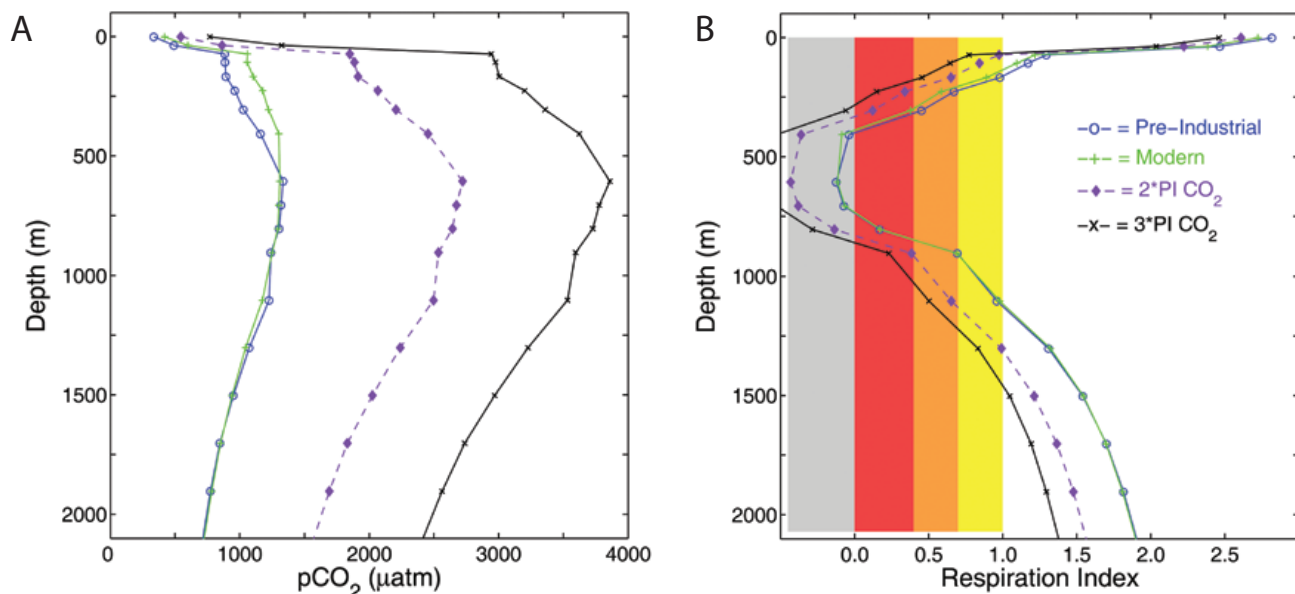 A
0
500
1000
1500
2000
Depth (m)
0
1000
2000
3000
4000
pCO₂ (µatm)
B
0
500
1000
1500
2000
Depth (m)
-o- = Pre-Industrial
-+- = Modern
-♦- = 2*PI CO₂
-x- = 3*PI CO₂
0.0
0.5
1.0
1.5
2.0
2.5
Respiration Index